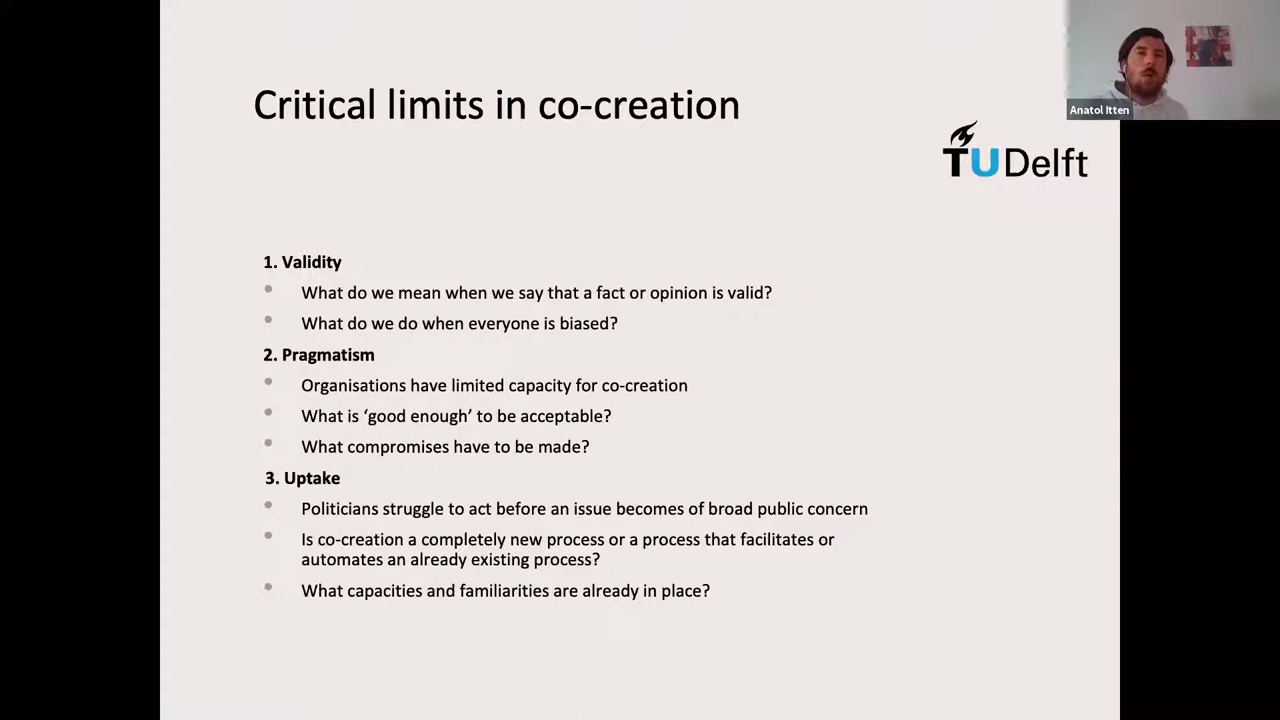 Critical limits in co-creation
Anatol Itten
TU Delft
1. Validity
• What do we mean when we say that a fact or opinion is valid?
• What do we do when everyone is biased?
2. Pragmatism
• Organisations have limited capacity for co-creation
• What is ‘good enough’ to be acceptable?
• What compromises have to be made?
3. Uptake
• Politicians struggle to act before an issue becomes of broad public concern
• Is co-creation a completely new process or a process that facilitates or
automates an already existing process?
• What capacities and familiarities are already in place?